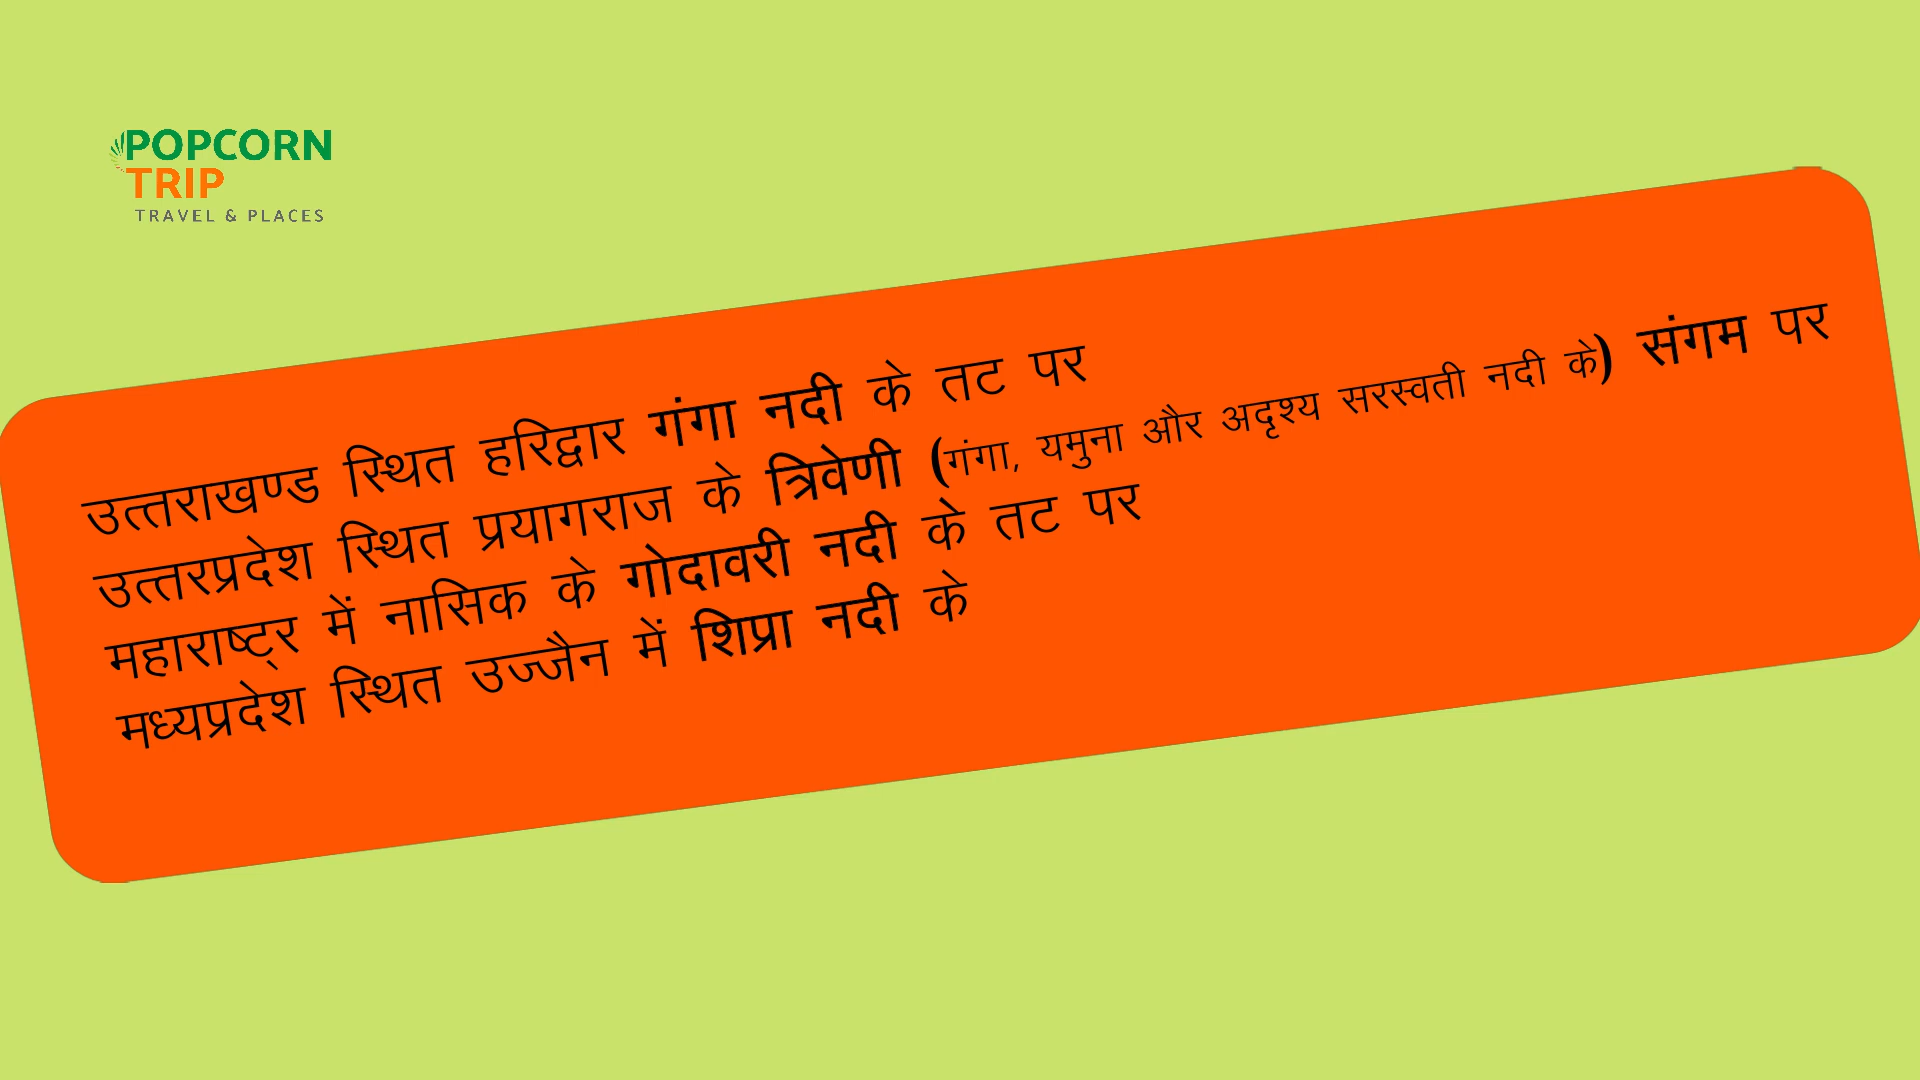 POPCORN
TRIP
TRAVEL & PLACES
उत्तराखण्ड स्थित हरिद्वार गंगा नदी के तट पर
उत्तरप्रदेश स्थित प्रयागराज के त्रिवेणी (गंगा, यमुना और अदृश्य सरस्वती नदी के) संगम पर
महाराष्ट्र में नासिक के गोदावरी नदी के तट पर
मध्यप्रदेश स्थित उज्जैन में शिप्रा नदी के